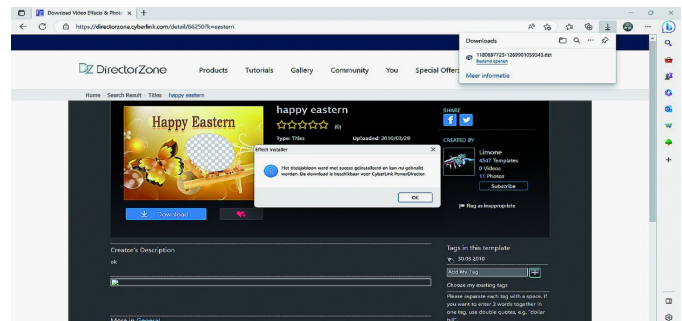 Download Video Effects & Photo
https://directorzone.cyberlink.com/detail/66250?k=eastern
Downloads
1180897725-1269901059343.dzt
Bestand openen
Meer informatie
DZ DirectorZone
Products
Tutorials
Gallery
Community
You
Special Offers
Home · Search Result · Titles · happy eastern
Happy Eastern
happy eastern
(0)
Type: Titles
Uploaded: 2010/03/29
SHARE
CREATED BY
Limone
4547 Templates
0 Videos
11 Photos
Subscribe
Flag as inappropriate
Effect Installer
Het titelsjabloon werd met succes geïnstalleerd en kan nu gebruikt
worden. De download is beschikbaar voor CyberLink PowerDirector.
OK
Download
Creator's Description
ok
Tags in this template
30.03.2010
Add My Tag
Choose my existing tags
Please separate each tag with a space. If
you want to enter 2 words together in
one tag, use double quotes, e.g. "dollar
bill"
More in General